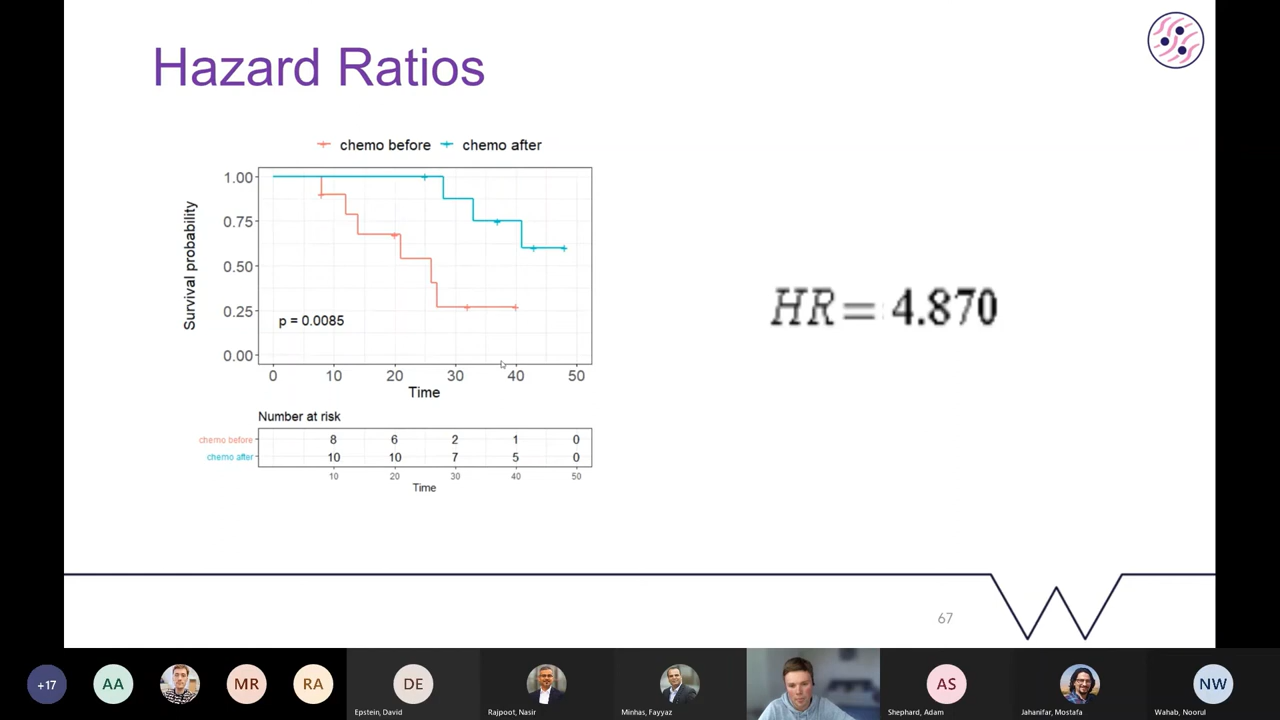 Hazard Ratios
chemo before chemo after
Survival probability
1.00
0.75
0.50
0.25
0.00
p = 0.0085
0 10 20 30 40 50
Time
HR = 4.870
Number at risk
chemo before 8 6 2 1 0
chemo after 10 10 7 5 0
10 20 30 40 50
Time
67
+17 AA MR RA DE AS NW
Epstein, David Rajpoot, Nasir Minhas, Fayyaz Shephard, Adam Jahanifar, Mostafa Wahab, Noorul